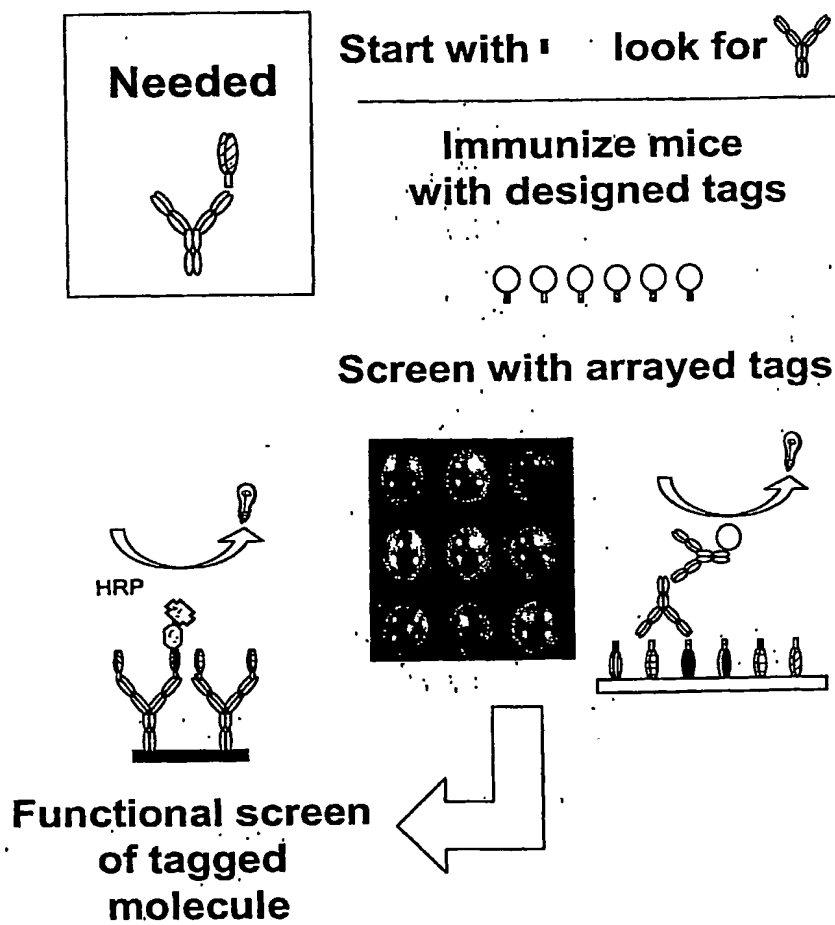 Needed
Start with
look for
Immunize mice
with designed tags
Screen with arrayed tags
HRP
Functional screen
of tagged
molecule